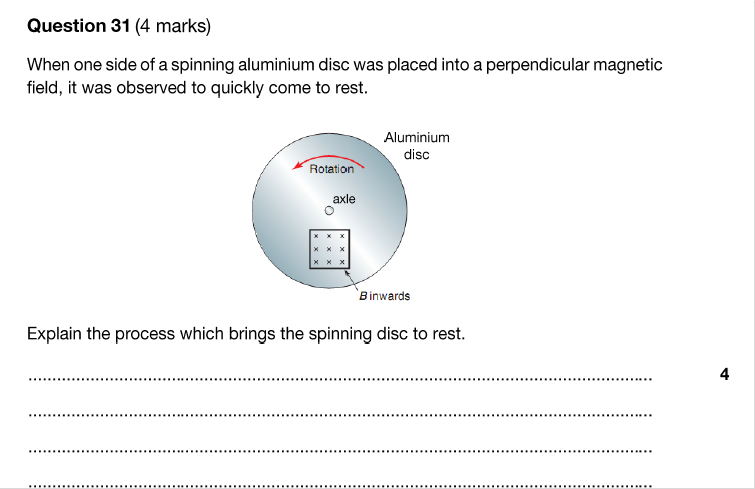 Question 31 (4 marks)
When one side of a spinning aluminium disc was placed into a perpendicular magnetic
field, it was observed to quickly come to rest.
Aluminium
disc
Rotation
axle
x x x
x x x
x x x
B inwards
Explain the process which brings the spinning disc to rest.
4